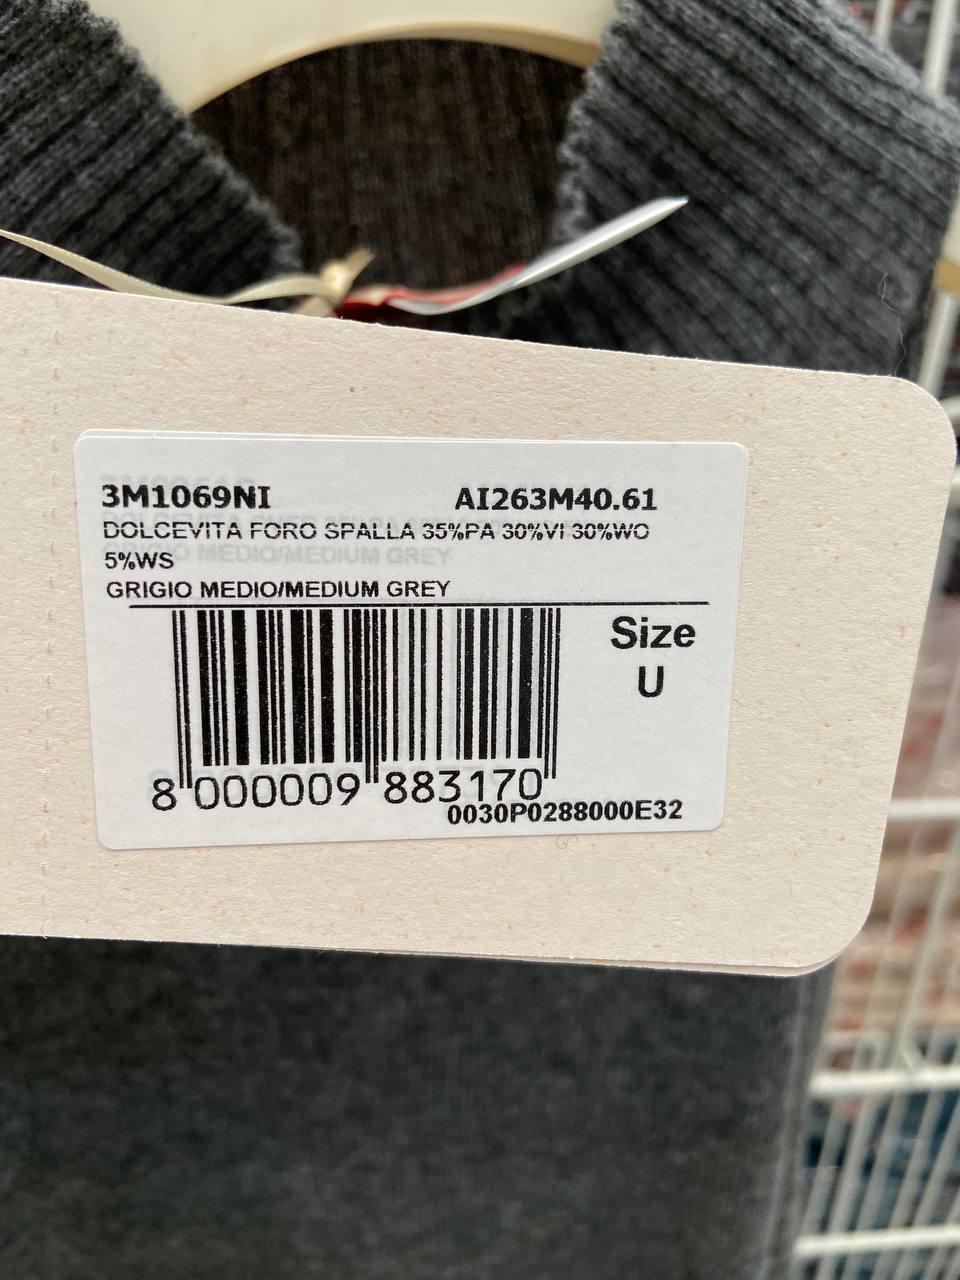 3M1069NI AI263M40.61
DOLCEVITA FORO SPALLA 35%PA 30%VI 30%WO
5%WS
GRIGIO MEDIO/MEDIUM GREY
Size
U
8 000009 883170
0030P0288000E32